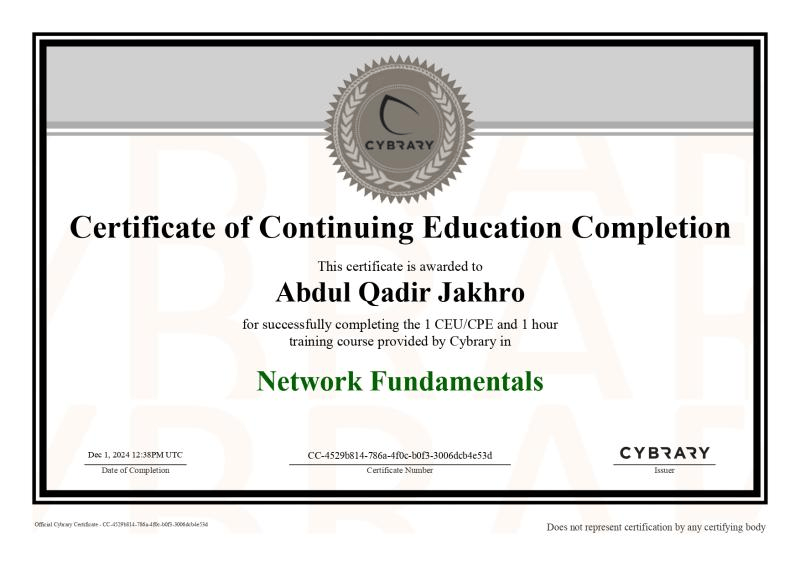 CYBRARY
Certificate of Continuing Education Completion
This certificate is awarded to
Abdul Qadir Jakhro
for successfully completing the 1 CEU/CPE and 1 hour
training course provided by Cybrary in
Network Fundamentals
Dec 1, 2024 12:38PM UTC
Date of Completion
CC-4529b814-786a-4f0c-b0f3-3006dcb4e53d
Certificate Number
CYBRARY
Issuer
Official Cybrary Certificate - CC-4529b814-786a-4f0c-b0f3-3006dcb4e53d
Does not represent certification by any certifying body